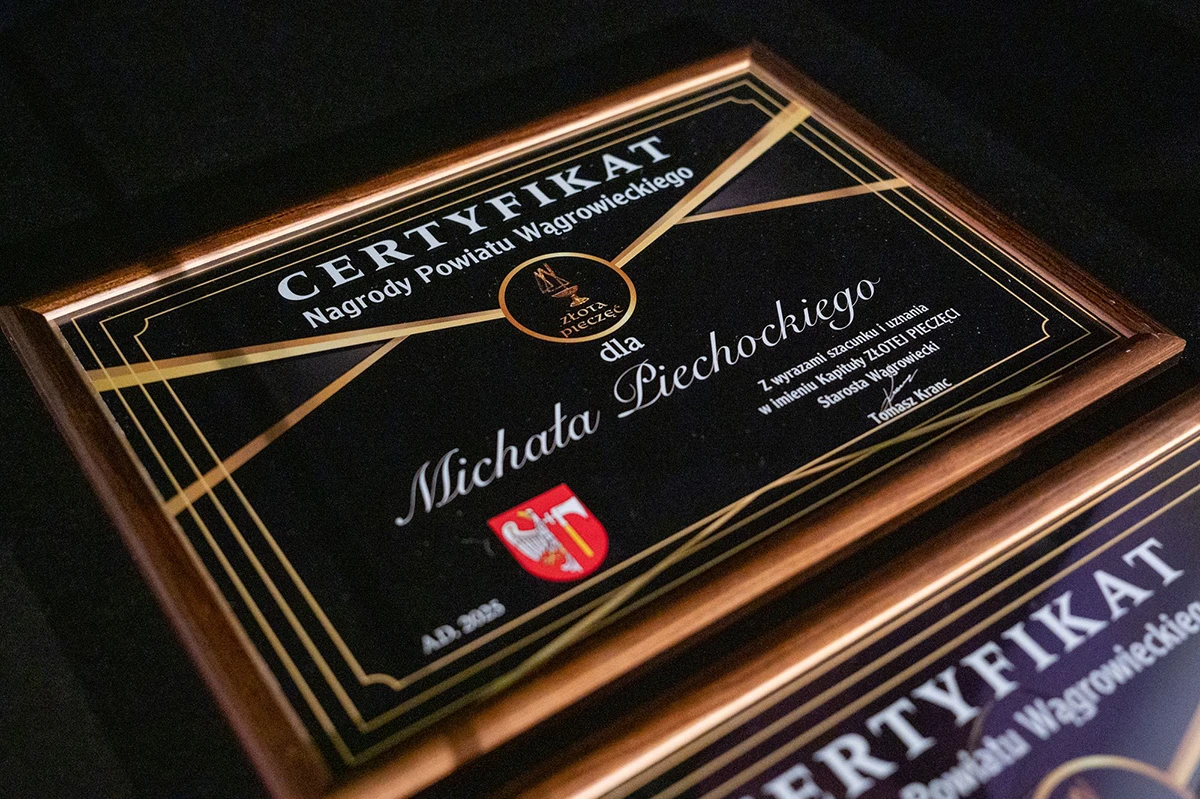 CERTYFIKAT
Nagrody Powiatu Wągrowieckiego
ZŁOTA
PIECZĘĆ
dla
Michała Piechockiego
Z wyrazami szacunku i uznania
w imieniu Kapituły ZŁOTEJ PIECZĘCI
Starosta Wągrowiecki
Tomasz Kranc
A.D. 2025
CERTYFIKAT
Powiatu Wągrowieckiego